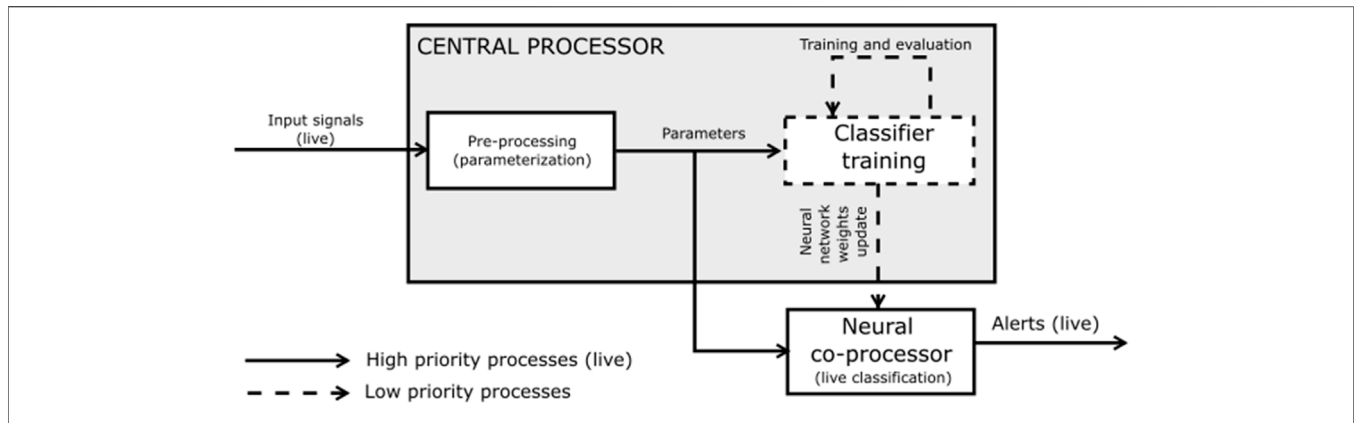 CENTRAL PROCESSOR
Training and evaluation
Input signals
(live)
Pre-processing
(parameterization)
Parameters
Classifier
training
Neural
network
weights
update
Neural
co-processor
(live classification)
Alerts (live)
High priority processes (live)
Low priority processes